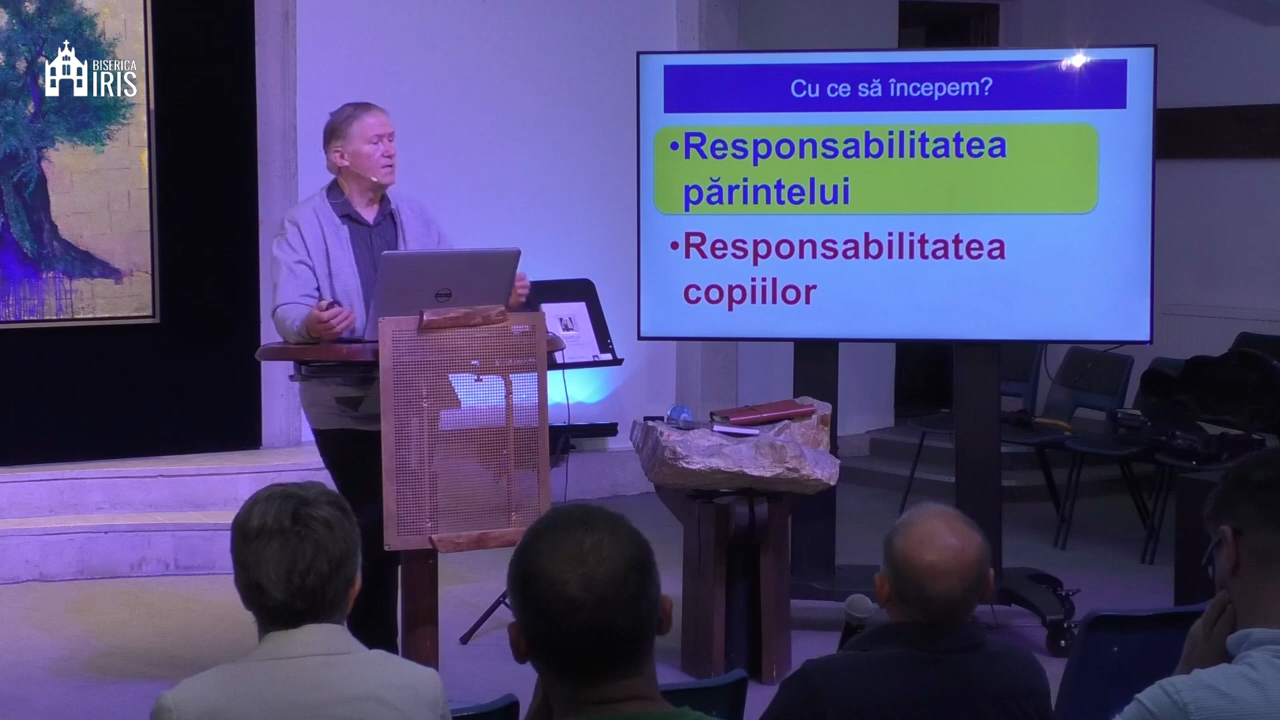 BISERICA
IRIS
Cu ce să începem?
•Responsabilitatea
părintelui
•Responsabilitatea
copiilor